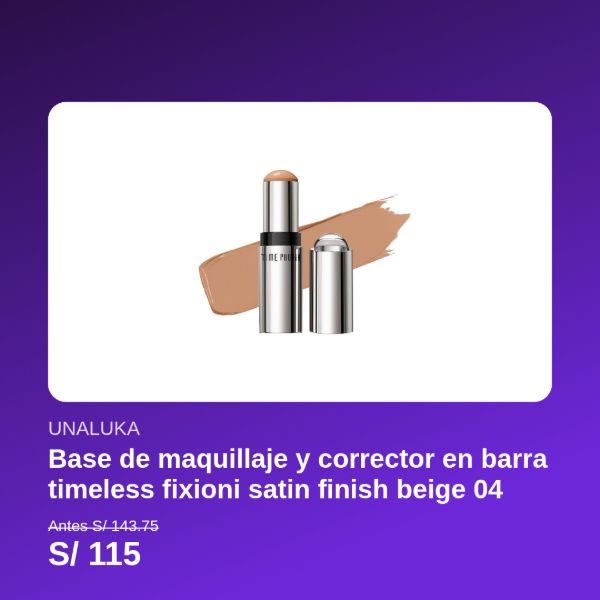 UNALUKA
Base de maquillaje y corrector en barra
timeless fixioni satin finish beige 04
Antes S/ 143.75
S/ 115